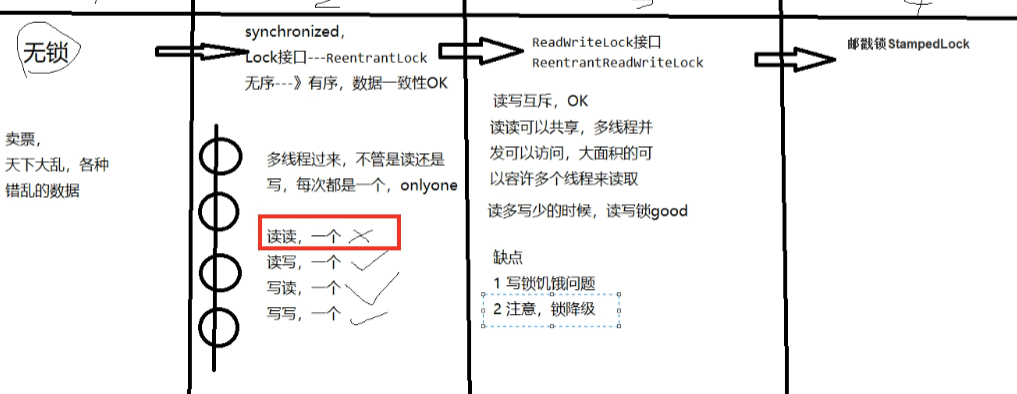 无锁
卖票，
天下大乱，各种
错乱的数据
synchronized，
Lock接口---ReentrantLock
无序---》有序，数据一致性OK
多线程过来，不管是读还是
写，每次都是一个，onlyone
读读，一个
读写，一个
写读，一个
写写，一个
ReadWriteLock接口
ReentrantReadWriteLock
读写互斥，OK
读读可以共享，多线程并
发可以访问，大面积的可
以容许多个线程来读取
读多写少的时候，读写锁good
缺点
1 写锁饥饿问题
2 注意，锁降级
邮戳锁StampedLock